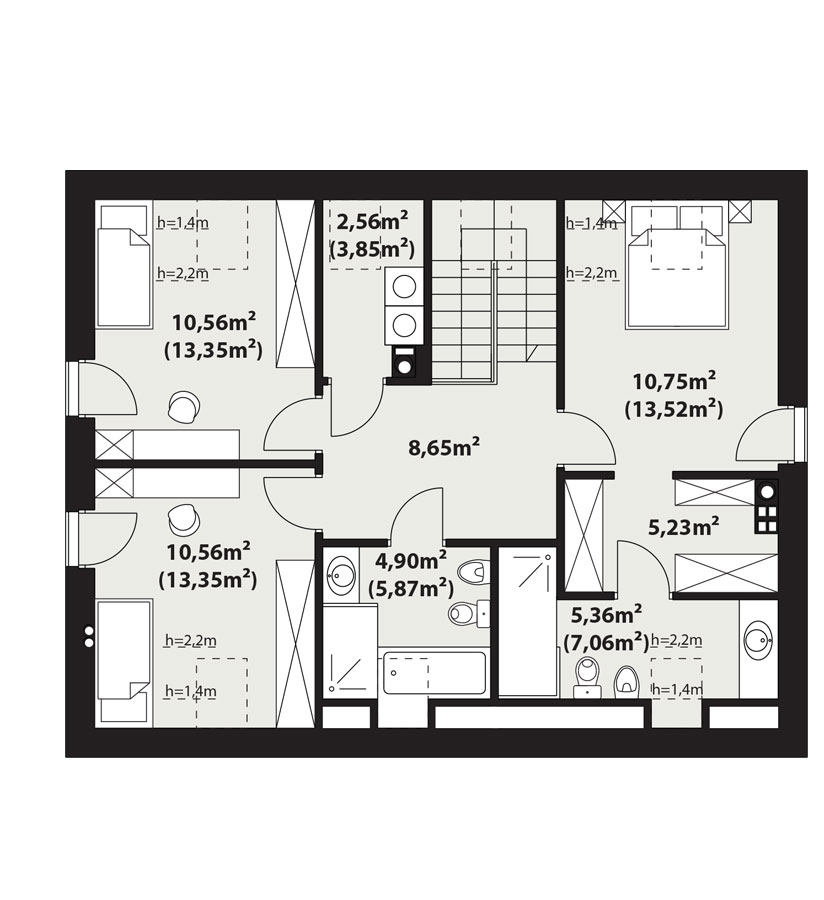 h=1,4m
2,56m²
(3,85m²)
h=1,4m
h=2,2m
h=2,2m
10,56m²
(13,35m²)
10,75m²
(13,52m²)
8,65m²
5,23m²
10,56m²
(13,35m²)
4,90m²
(5,87m²)
5,36m²
(7,06m²)
h=2,2m
h=2,2m
h=1,4m
h=1,4m